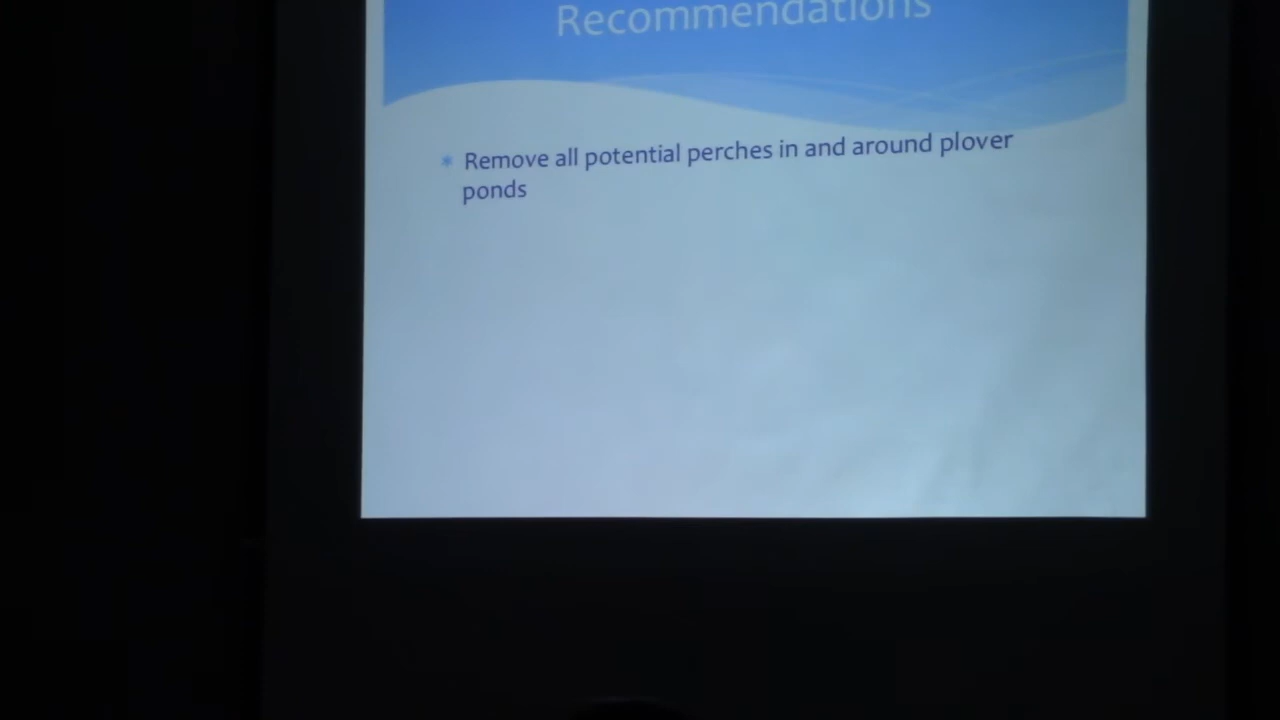 Recommendations
* Remove all potential perches in and around plover
ponds